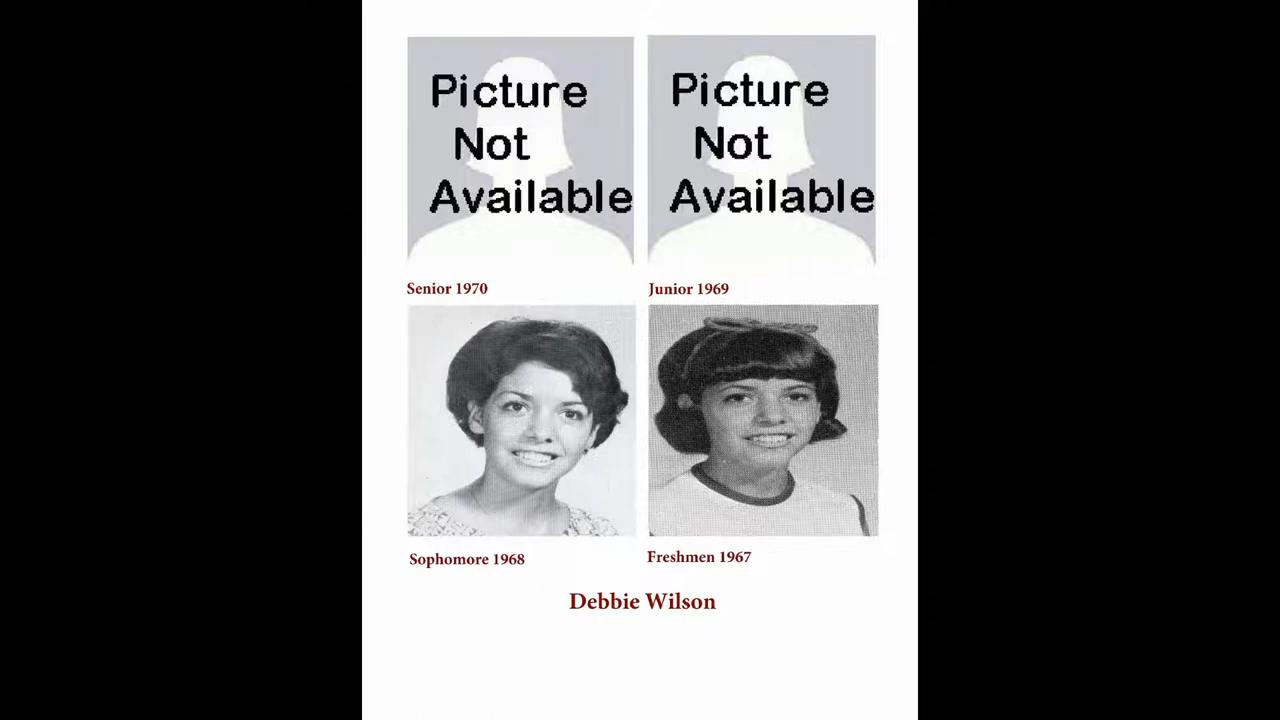 Picture
Not
Available
Picture
Not
Available
Senior 1970
Junior 1969
Sophomore 1968
Freshmen 1967
Debbie Wilson